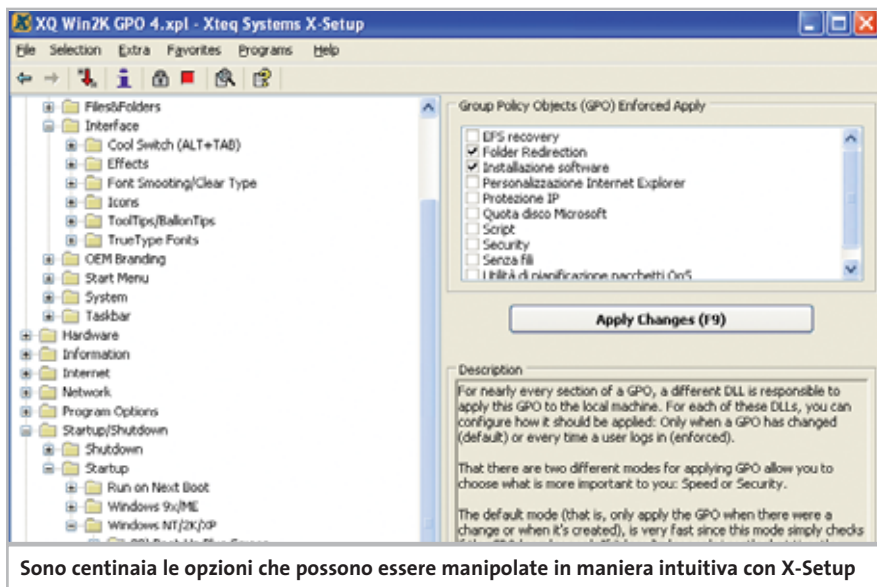 XQ Win2K GPO 4.xpl - Xteq Systems X-Setup
File Selection Extra Favorites Programs Help
Files&Folders
Interface
Cool Switch (ALT+TAB)
Effects
Font Smooting/Clear Type
Icons
ToolTips/BallonTips
TrueType Fonts
OEM Branding
Start Menu
System
Taskbar
Hardware
Information
Internet
Network
Program Options
Startup/Shutdown
Shutdown
Startup
Run on Next Boot
Windows 9x/ME
Windows NT/2K/XP
Group Policy Objects (GPO) Enforced Apply
EFS recovery
Folder Redirection
Installazione software
Personalizzazione Internet Explorer
Protezione IP
Quota disco Microsoft
Script
Security
Senza fili
Utilità di pianificazione pacchetti QoS
Apply Changes (F9)
Description
For nearly every section of a GPO, a different DLL is responsible to
apply this GPO to the local machine. For each of these DLLs, you can
configure how it should be applied: Only when a GPO has changed
(default) or every time a user logs in (enforced).
That there are two different modes for applying GPO allow you to
choose what is more important to you: Speed or Security.
The default mode (that is, only apply the GPO when there were a
change or when it's created), is very fast since this mode simply checks
Sono centinaia le opzioni che possono essere manipolate in maniera intuitiva con X-Setup